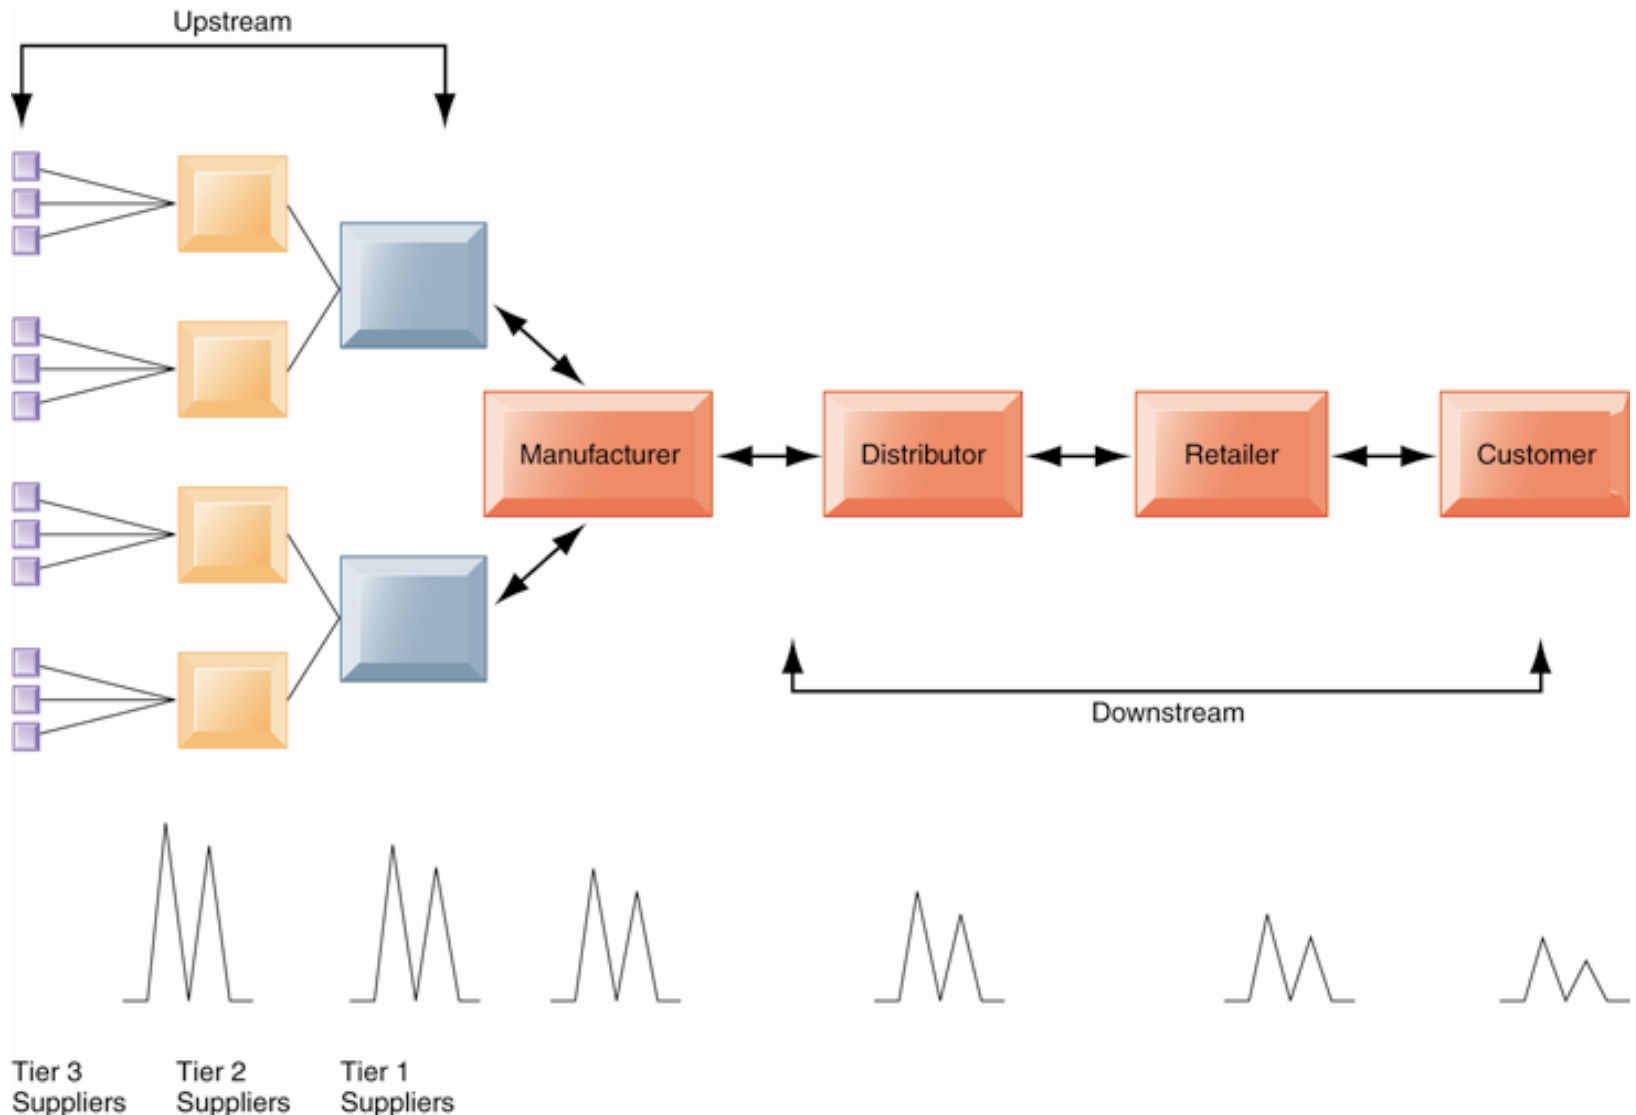 Upstream
Manufacturer
Distributor
Retailer
Customer
Downstream
Tier 3
Suppliers
Tier 2
Suppliers
Tier 1
Suppliers